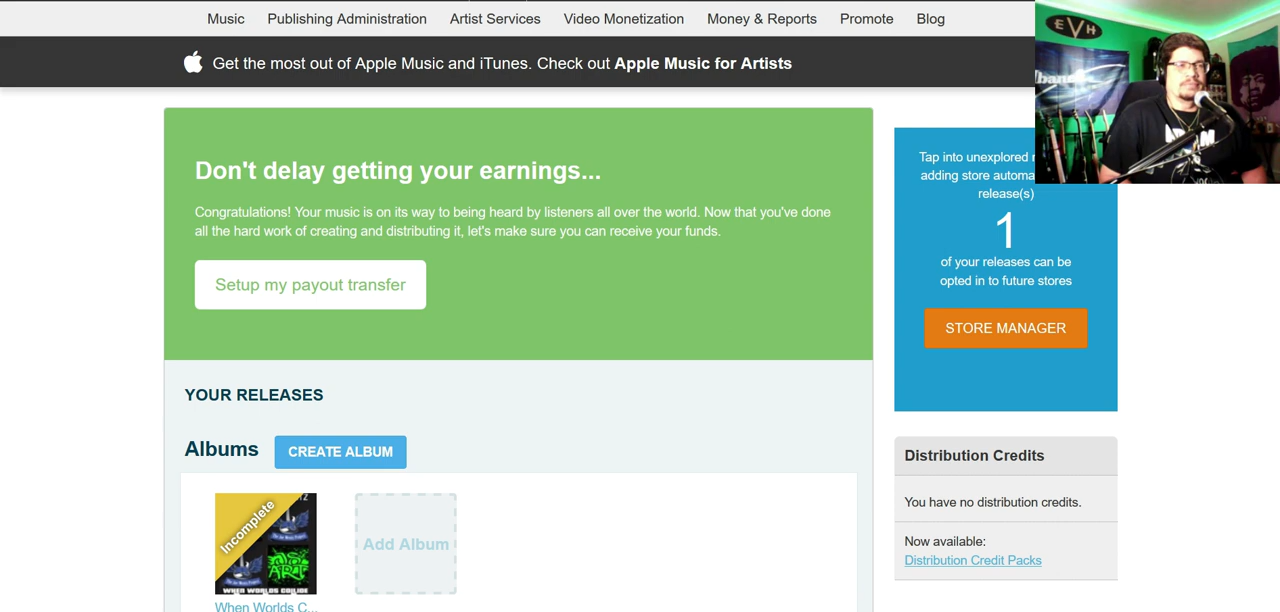 Music Publishing Administration Artist Services Video Monetization Money & Reports Promote Blog
Get the most out of Apple Music and iTunes. Check out Apple Music for Artists
EVH
Don't delay getting your earnings...
Congratulations! Your music is on its way to being heard by listeners all over the world. Now that you've done
all the hard work of creating and distributing it, let's make sure you can receive your funds.
Setup my payout transfer
Tap into unexplored
adding store automa
release(s)
1
of your releases can be
opted in to future stores
STORE MANAGER
YOUR RELEASES
Albums CREATE ALBUM
Incomplete
WHEN WORLDS COLLIDE
When Worlds C...
Add Album
Distribution Credits
You have no distribution credits.
Now available:
Distribution Credit Packs